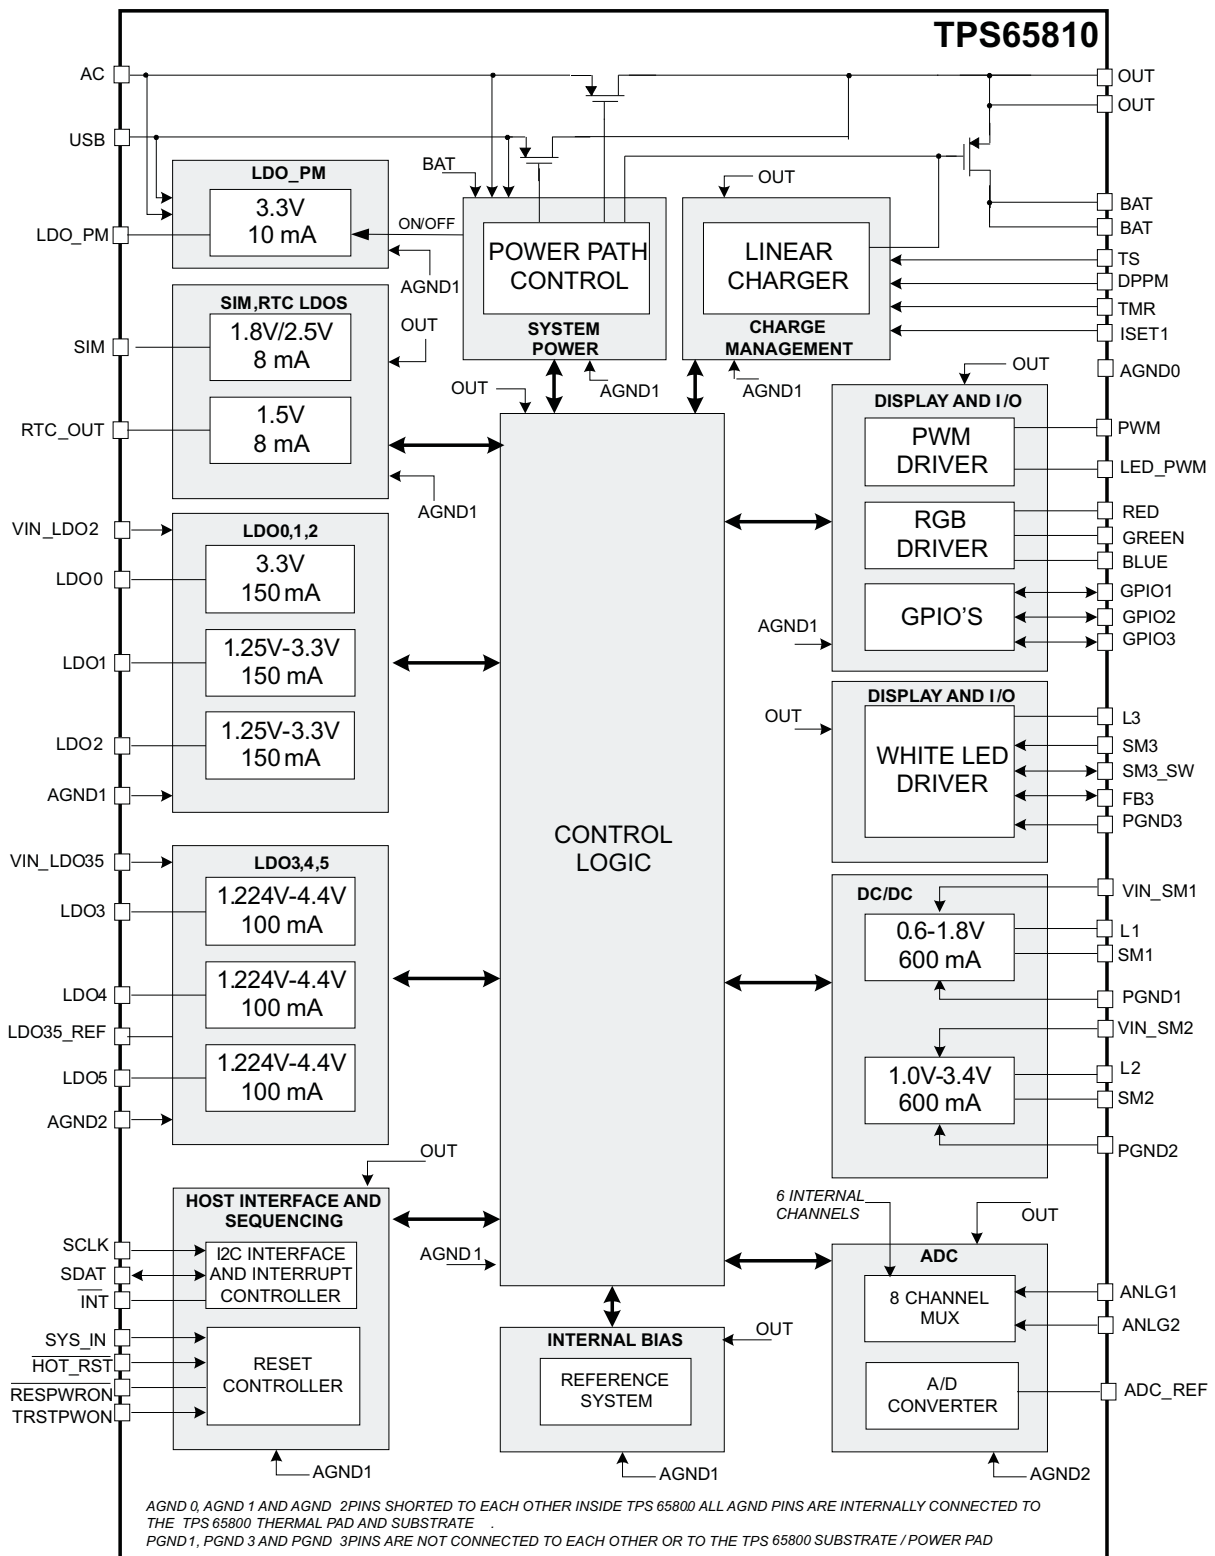 TPS65810
AC
USB
OUT
OUT
LDO_PM
3.3V
10 mA
LDO_PM
ON/OFF
AGND1
BAT
POWER PATH
CONTROL
SYSTEM
POWER
AGND1
OUT
LINEAR
CHARGER
CHARGE
MANAGEMENT
AGND1
BAT
BAT
TS
DPPM
TMR
ISET1
AGND0
SIM,RTC LDOS
1.8V/2.5V
8 mA
OUT
SIM
1.5V
8 mA
RTC_OUT
AGND1
OUT
CONTROL
LOGIC
AGND1
VIN_LDO2
LDO0,1,2
3.3V
150 mA
LDO0
1.25V-3.3V
150 mA
LDO1
1.25V-3.3V
150 mA
LDO2
AGND1
VIN_LDO35
LDO3,4,5
1.224V-4.4V
100 mA
LDO3
1.224V-4.4V
100 mA
LDO4
LDO35_REF
1.224V-4.4V
100 mA
LDO5
AGND2
OUT
HOST INTERFACE AND
SEQUENCING
I2C INTERFACE
AND INTERRUPT
CONTROLLER
SCLK
SDAT
INT
RESET
CONTROLLER
SYS_IN
HOT_RST
RESPWRON
TRSTPWON
AGND1
INTERNAL BIAS
OUT
REFERENCE
SYSTEM
AGND1
OUT
DISPLAY AND I/O
PWM
DRIVER
PWM
LED_PWM
RGB
DRIVER
RED
GREEN
BLUE
GPIO'S
GPIO1
GPIO2
GPIO3
AGND1
DISPLAY AND I/O
OUT
WHITE LED
DRIVER
L3
SM3
SM3_SW
FB3
PGND3
DC/DC
0.6-1.8V
600 mA
VIN_SM1
L1
SM1
PGND1
1.0V-3.4V
600 mA
VIN_SM2
L2
SM2
PGND2
6 INTERNAL
CHANNELS
OUT
ADC
8 CHANNEL
MUX
ANLG1
ANLG2
A/D
CONVERTER
ADC_REF
AGND2
AGND 0, AGND 1 AND AGND 2PINS SHORTED TO EACH OTHER INSIDE TPS 65800 ALL AGND PINS ARE INTERNALLY CONNECTED TO
THE TPS 65800 THERMAL PAD AND SUBSTRATE .
PGND1, PGND 3 AND PGND 3PINS ARE NOT CONNECTED TO EACH OTHER OR TO THE TPS 65800 SUBSTRATE / POWER PAD